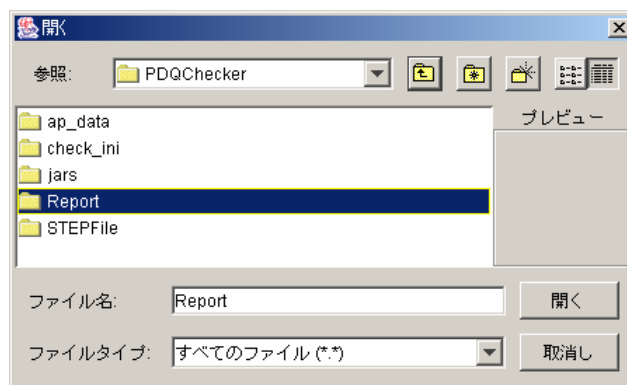 開く
参照: PDQChecker
プレビュー
ap_data
check_ini
jars
Report
STEPFile
ファイル名: Report 開く
ファイルタイプ: すべてのファイル (*.*) 取消し